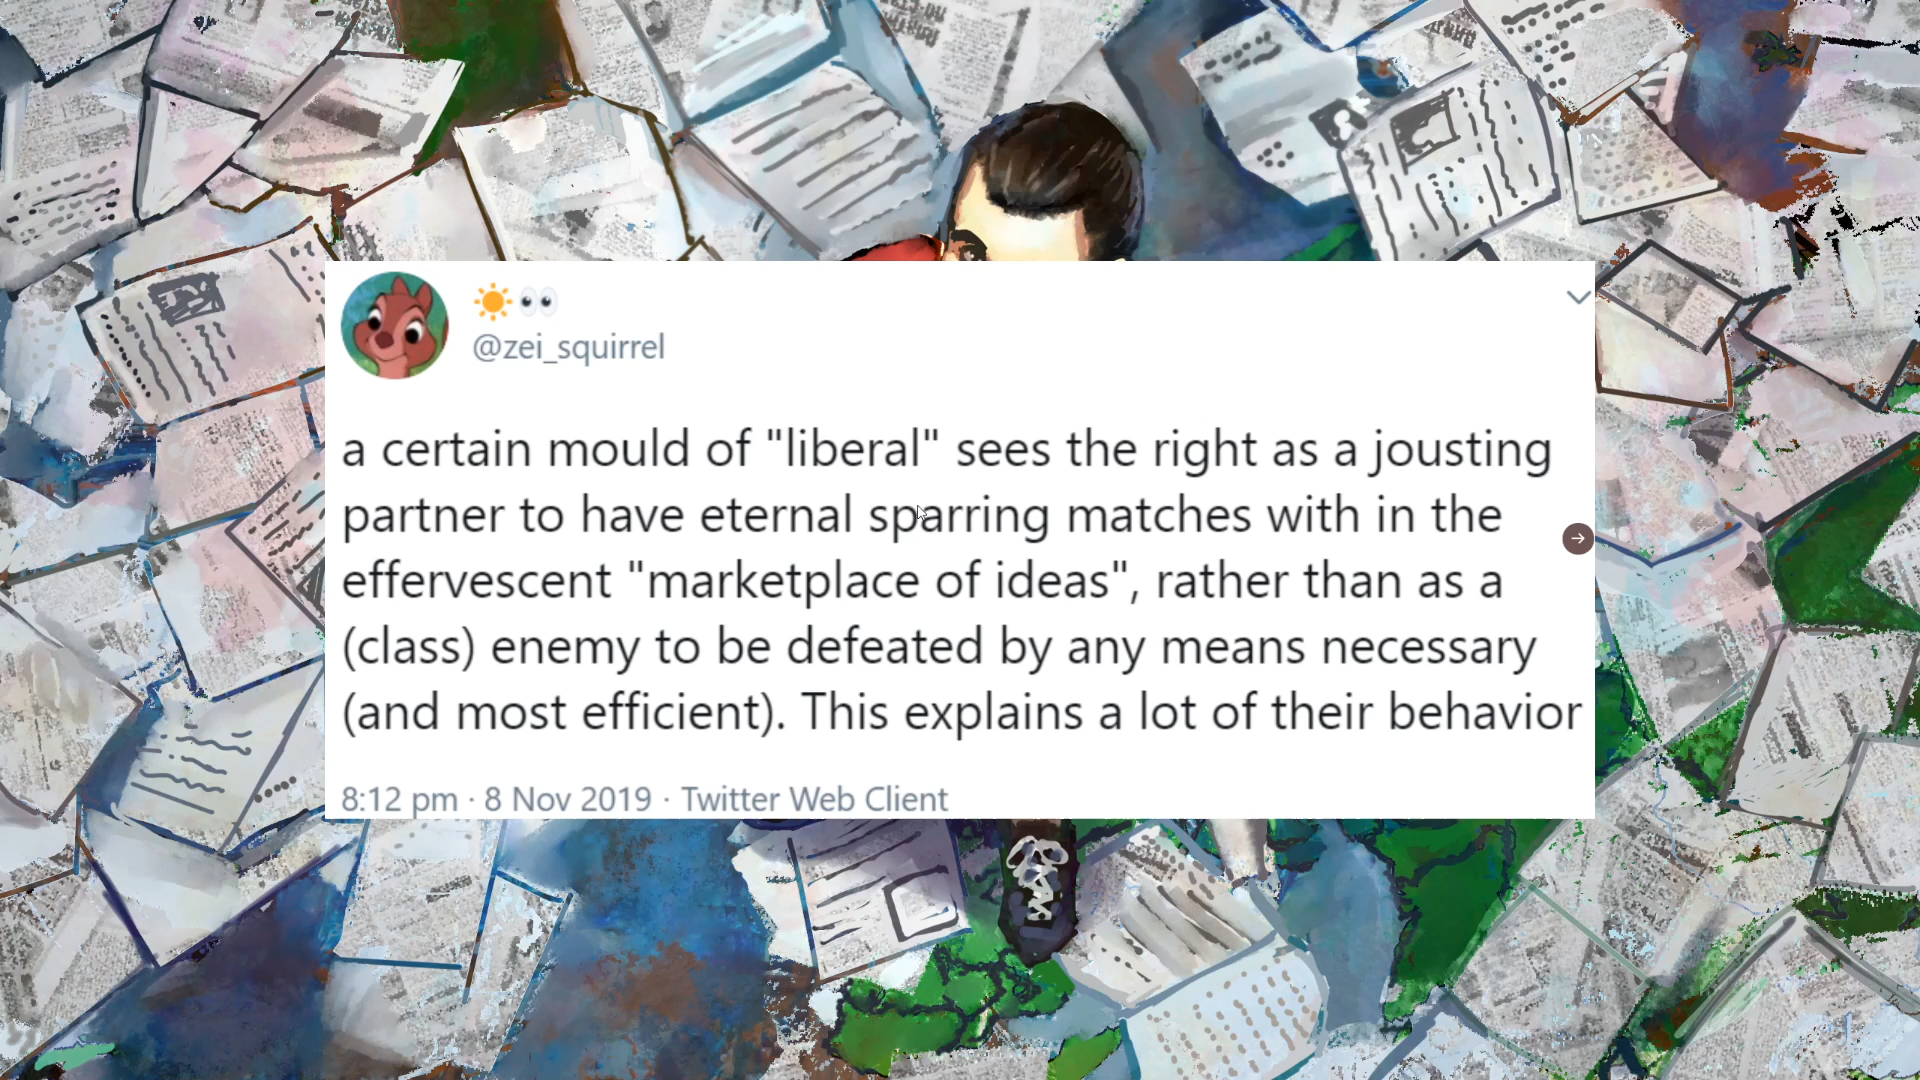 ☀️👀
@zei_squirrel
a certain mould of "liberal" sees the right as a jousting
partner to have eternal sparring matches with in the
effervescent "marketplace of ideas", rather than as a
(class) enemy to be defeated by any means necessary
(and most efficient). This explains a lot of their behavior
8:12 pm · 8 Nov 2019 · Twitter Web Client